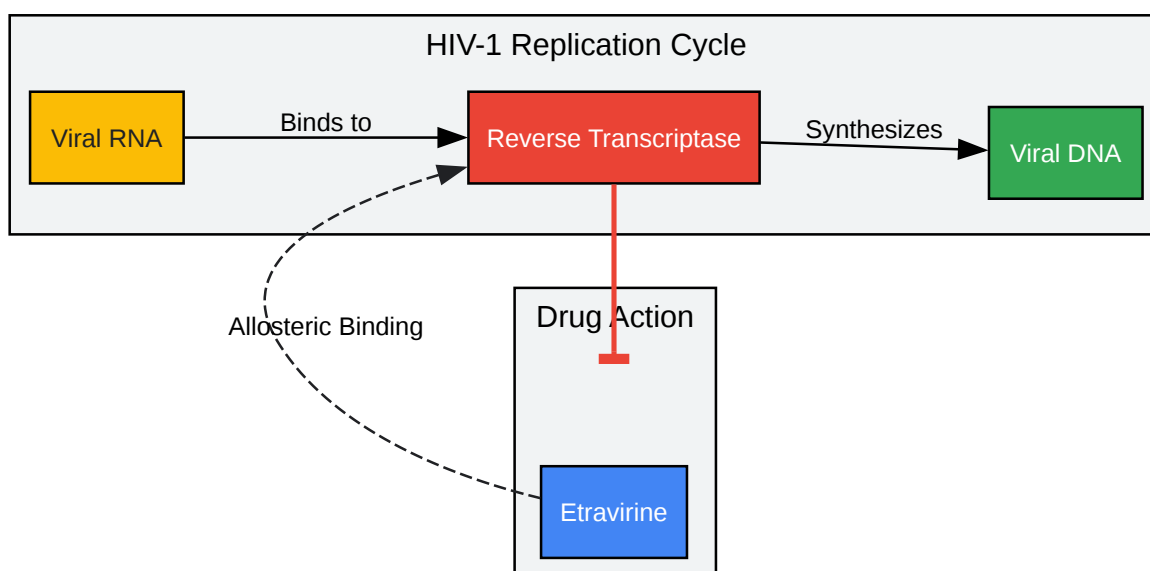 HIV-1 Replication Cycle
Viral RNA
Binds to
Reverse Transcriptase
Synthesizes
Viral DNA
Drug Action
Allosteric Binding
Etravirine